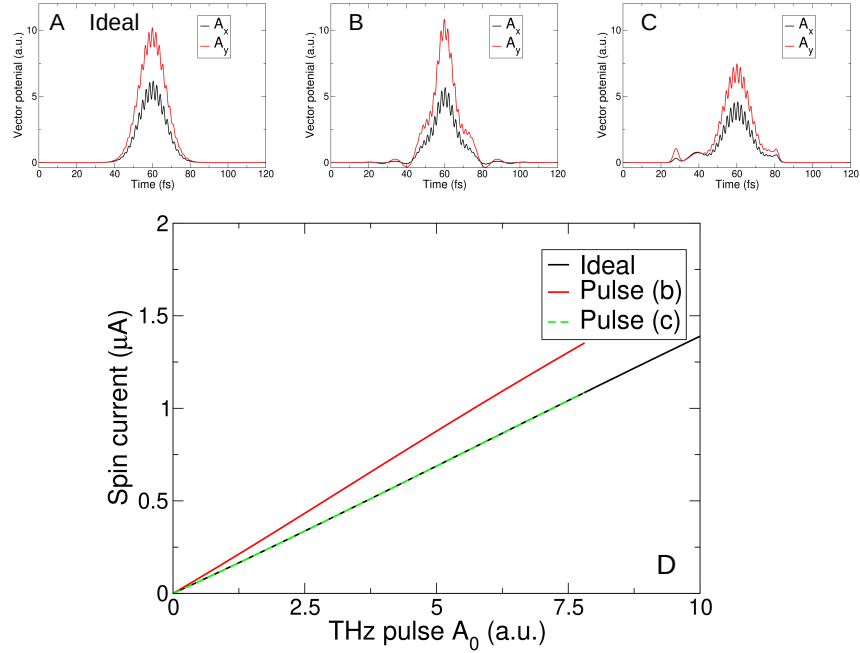 A Ideal
A_x
A_y
Vector potenial (a.u.)
10
5
0
0 20 40 60 80 100 120
Time (fs)
B
A_x
A_y
Vector potenial (a.u.)
10
5
0
0 20 40 60 80 100 120
Time (fs)
C
A_x
A_y
Vector potenial (a.u.)
10
5
0
0 20 40 60 80 100 120
Time (fs)
2
1.5
1
0.5
0
Spin current (μA)
Ideal
Pulse (b)
Pulse (c)
D
0 2.5 5 7.5 10
THz pulse A_0 (a.u.)